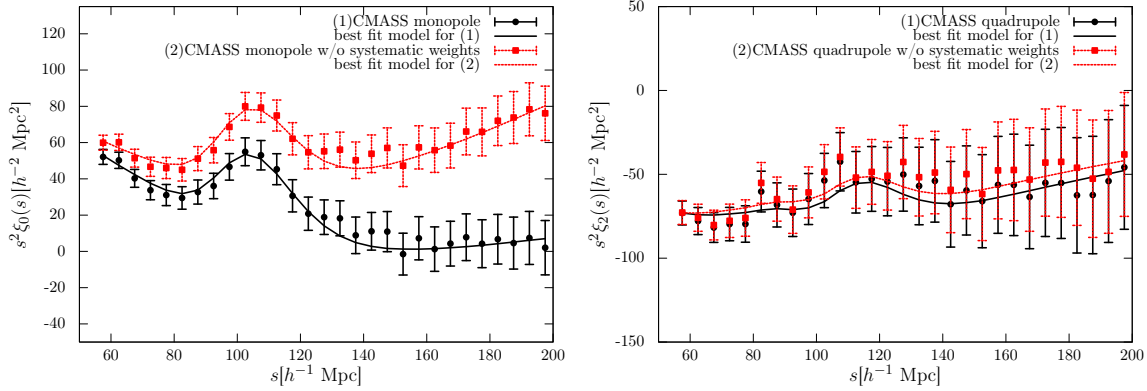 (1)CMASS monopole
best fit model for (1)
(2)CMASS monopole w/o systematic weights
best fit model for (2)
s²ξ₀(s)[h⁻² Mpc²]
100
80
60
40
20
0
-20
-40
60 80 100 120 140 160 180 200
s[h⁻¹ Mpc]
(1)CMASS quadrupole
best fit model for (1)
(2)CMASS quadrupole w/o systematic weights
best fit model for (2)
s²ξ₂(s)[h⁻² Mpc²]
50
0
-50
-100
-150
60 80 100 120 140 160 180 200
s[h⁻¹ Mpc]